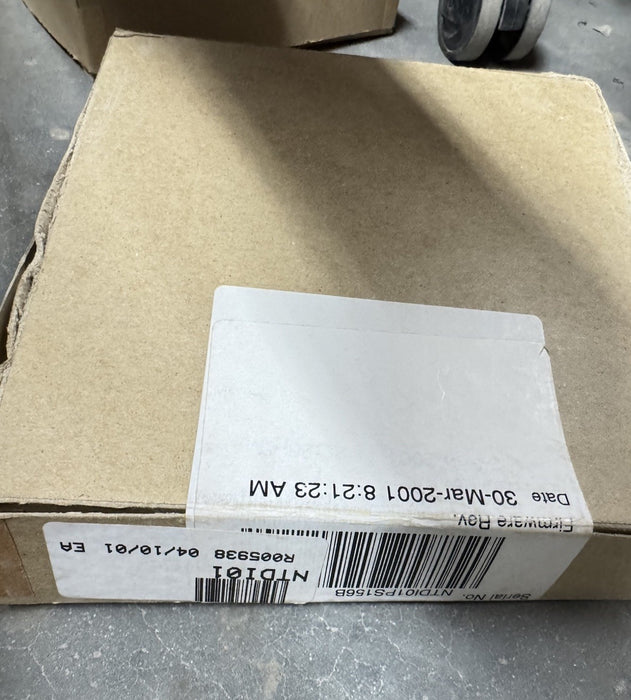 Serial No. NTDI01PS156B
Firmware Rev.
Date 30-Mar-2001 8:21:23 AM
NTDI01
R005938 04/10/01 EA